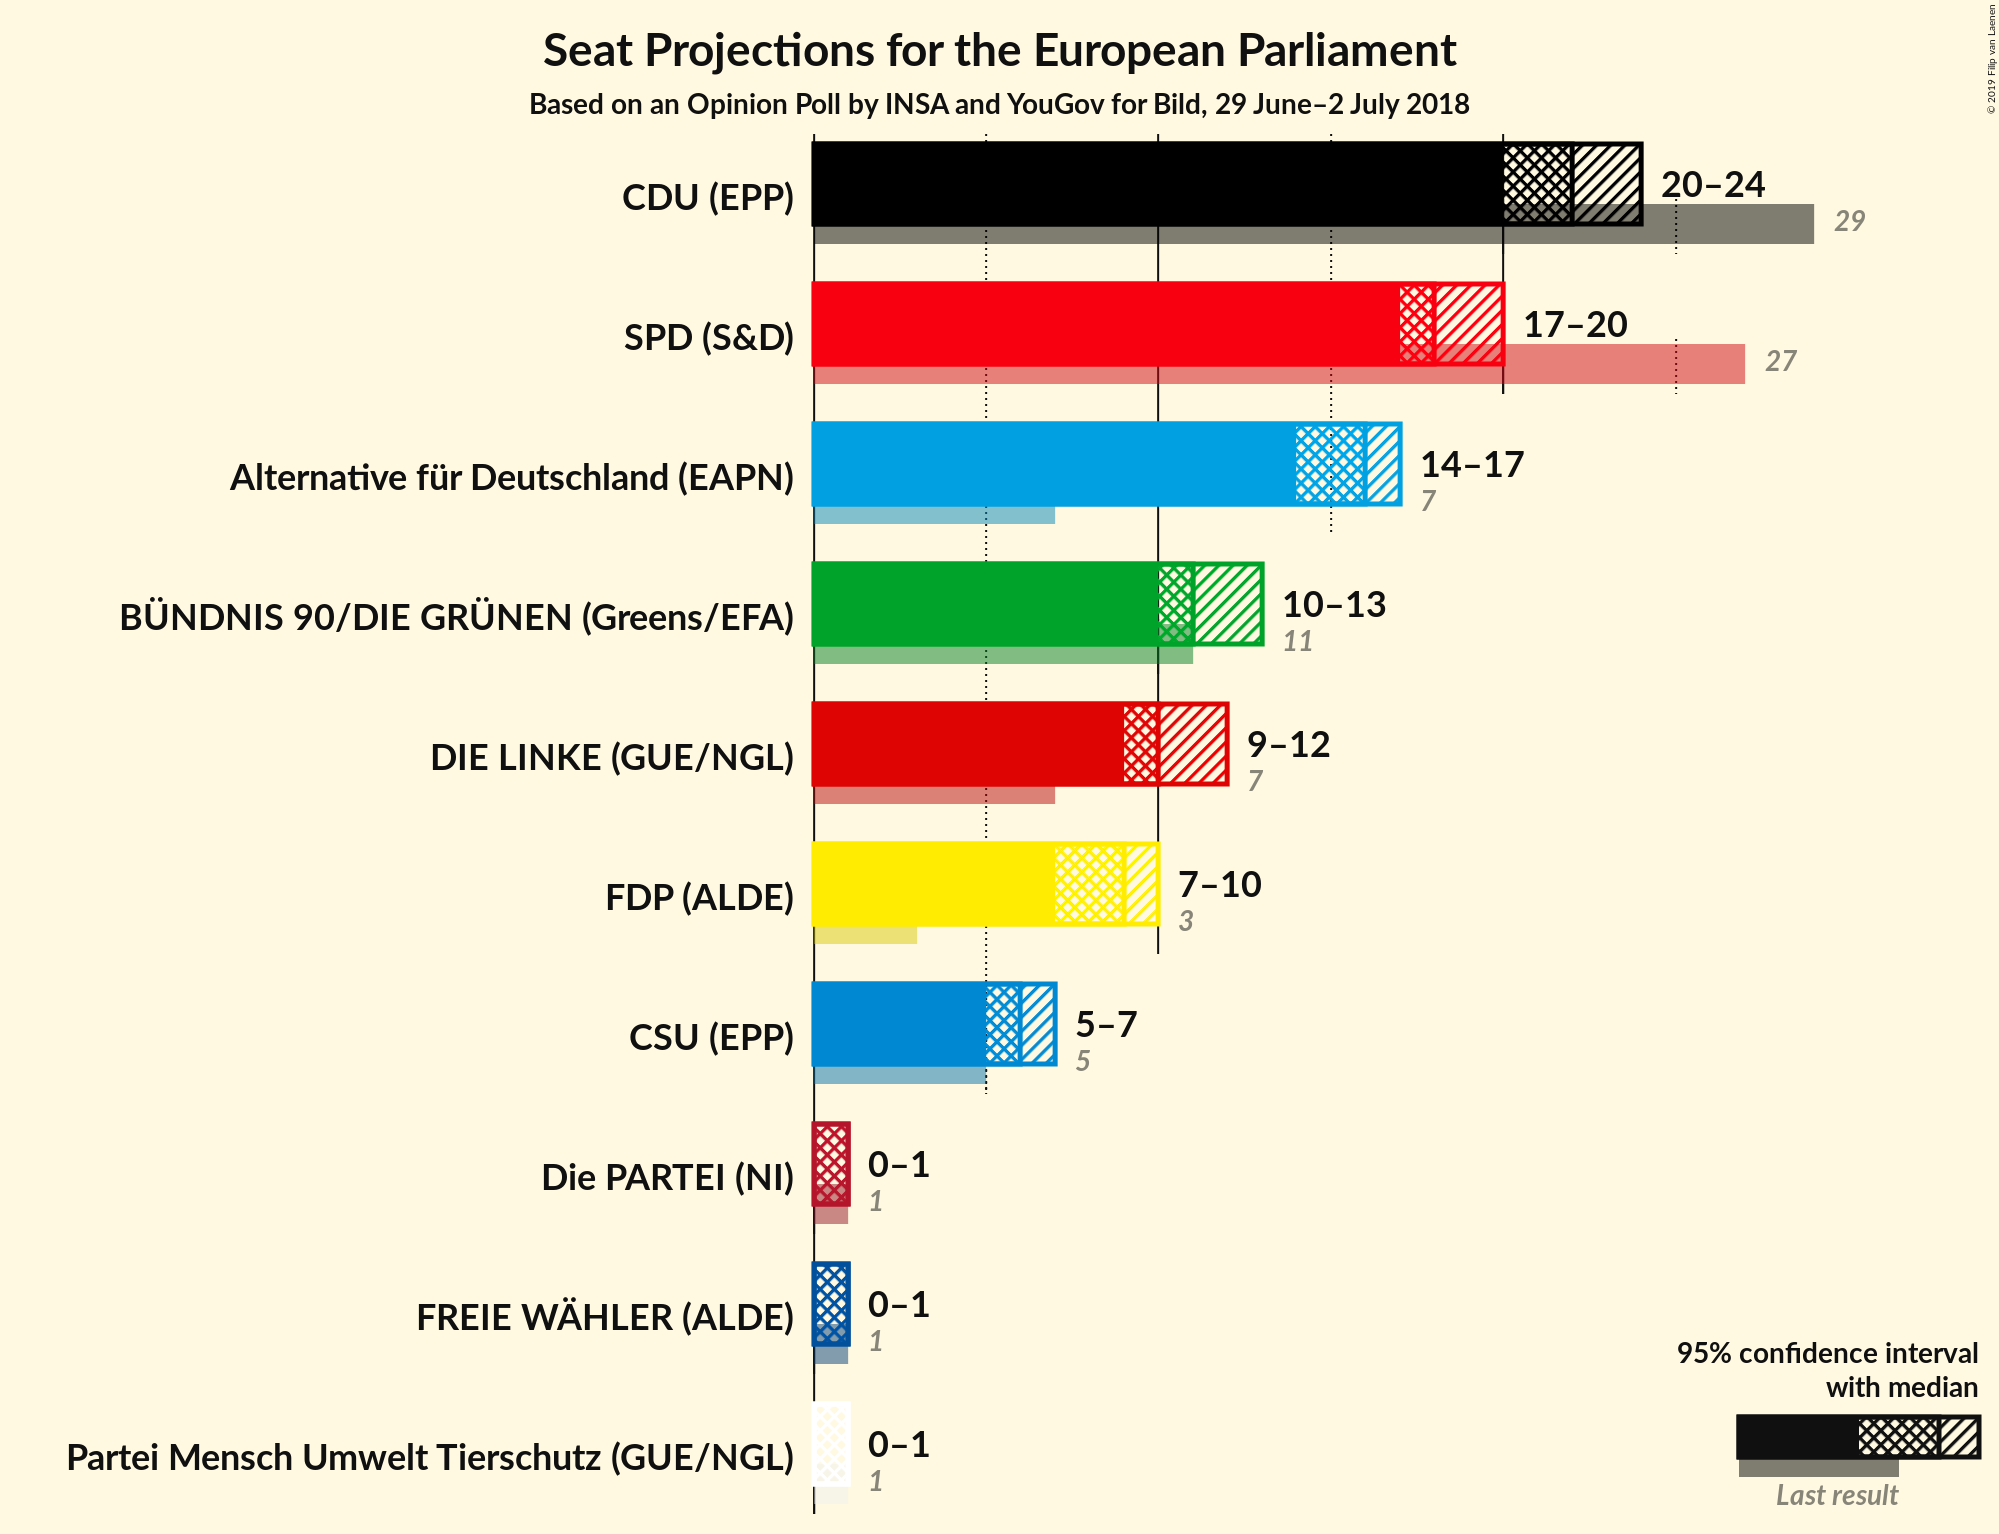 Seat Projections for the European Parliament
Based on an Opinion Poll by INSA and YouGov for Bild, 29 June–2 July 2018
© 2019 Filip van Laenen
CDU (EPP)
20–24
29
SPD (S&D)
17–20
27
Alternative für Deutschland (EAPN)
14–17
7
BÜNDNIS 90/DIE GRÜNEN (Greens/EFA)
10–13
11
DIE LINKE (GUE/NGL)
9–12
7
FDP (ALDE)
7–10
3
CSU (EPP)
5–7
5
Die PARTEI (NI)
0–1
1
FREIE WÄHLER (ALDE)
0–1
1
Partei Mensch Umwelt Tierschutz (GUE/NGL)
0–1
1
95% confidence interval
with median
Last result